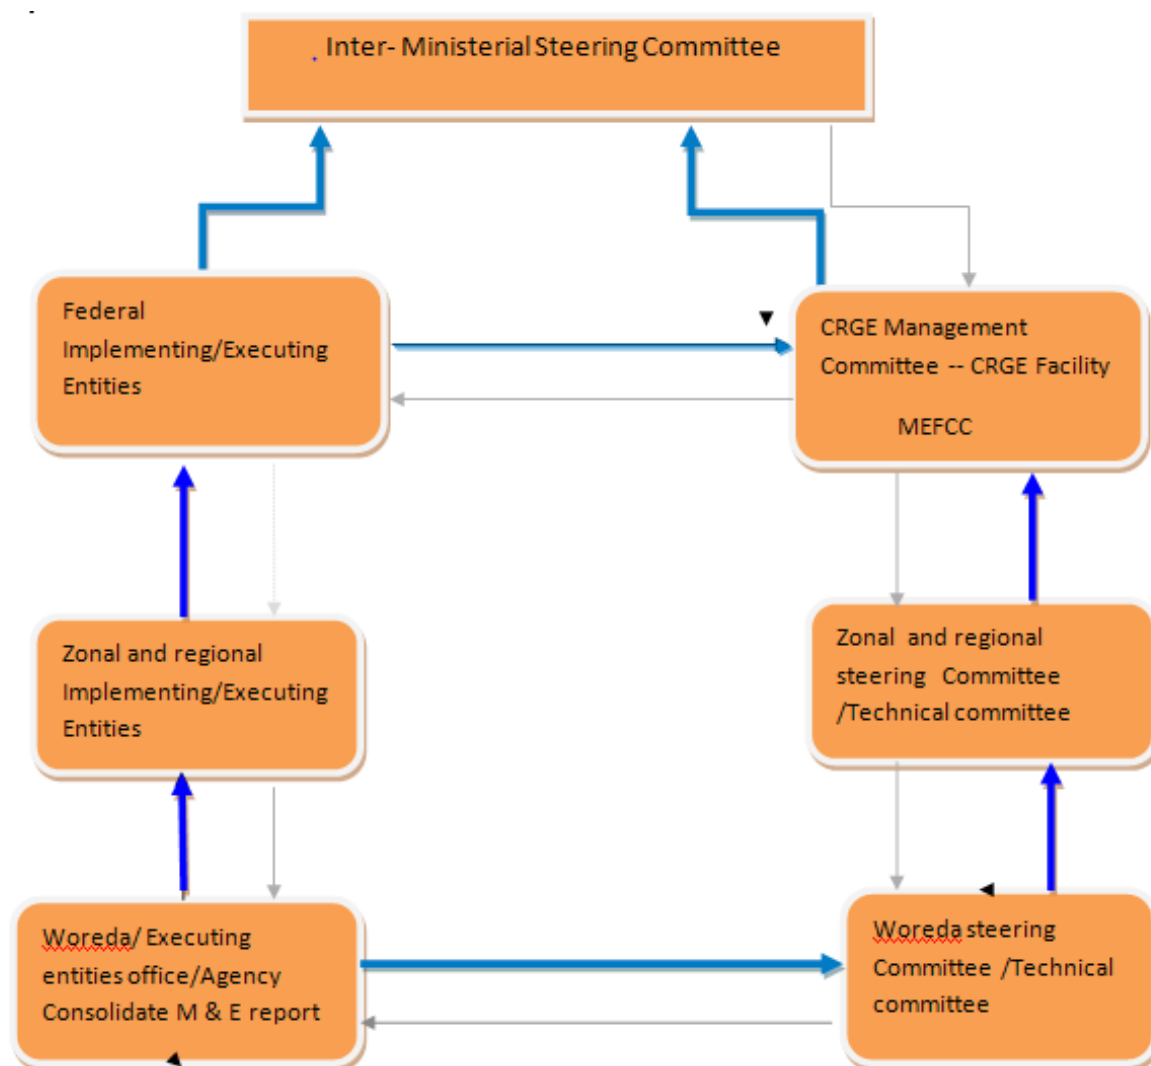 Inter- Ministerial Steering Committee
Federal
Implementing/Executing
Entities
CRGE Management
Committee -- CRGE Facility
MEFCC
Zonal and regional
Implementing/Executing
Entities
Zonal and regional
steering Committee
/Technical committee
Woreda/ Executing
entities office/Agency
Consolidate M & E report
Woreda steering
Committee /Technical
committee